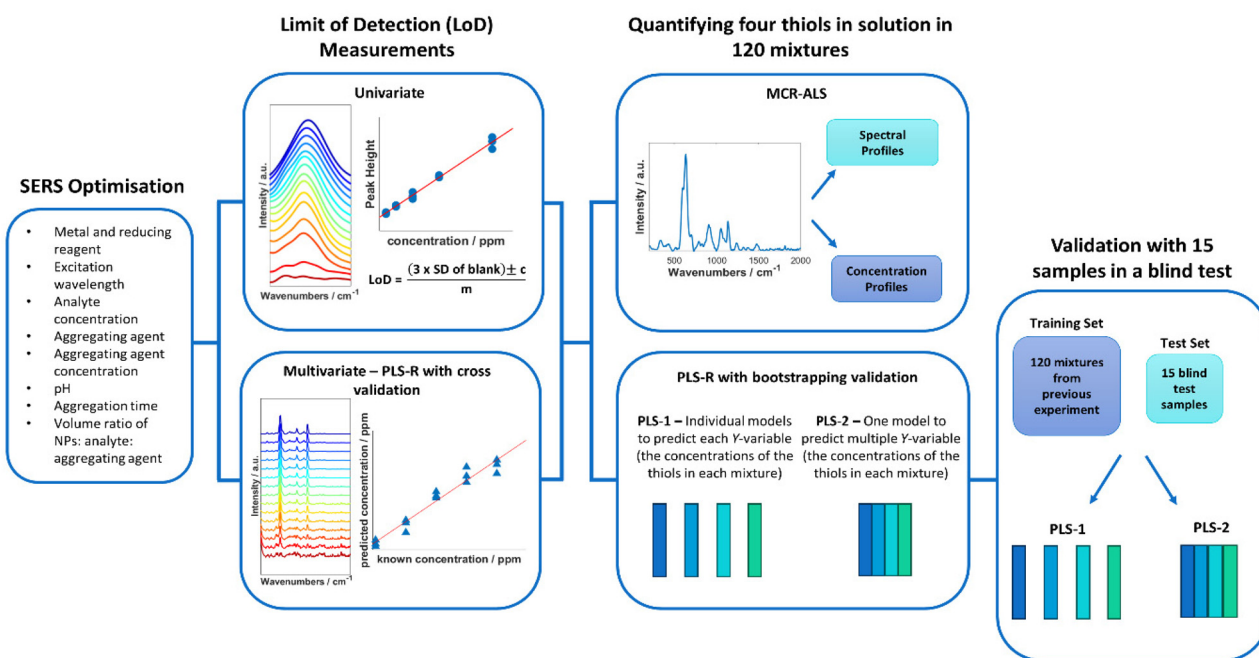 SERS Optimisation
• Metal and reducing
reagent
• Excitation
wavelength
• Analyte
concentration
• Aggregating agent
• Aggregating agent
concentration
• pH
• Aggregation time
• Volume ratio of
NPs: analyte:
aggregating agent
Limit of Detection (LoD)
Measurements
Univariate
Intensity / a.u.
Wavenumbers / cm⁻¹
Peak Height
concentration / ppm
LoD = (3 x SD of blank) ± c
m
Multivariate – PLS-R with cross
validation
Intensity / a.u.
Wavenumbers / cm⁻¹
predicted concentration / ppm
known concentration / ppm
Quantifying four thiols in solution in
120 mixtures
MCR-ALS
Intensity / a.u.
500 1000 1500 2000
Wavenumbers / cm⁻¹
Spectral
Profiles
Concentration
Profiles
PLS-R with bootstrapping validation
PLS-1 – Individual models
to predict each Y-variable
(the concentrations of the
thiols in each mixture)
PLS-2 – One model to
predict multiple Y-variable
(the concentrations of the
thiols in each mixture)
Validation with 15
samples in a blind test
Training Set
120 mixtures
from
previous
experiment
Test Set
15 blind
test
samples
PLS-1
PLS-2